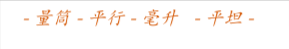 - 量筒 - 平行 - 毫升 - 平坦 -